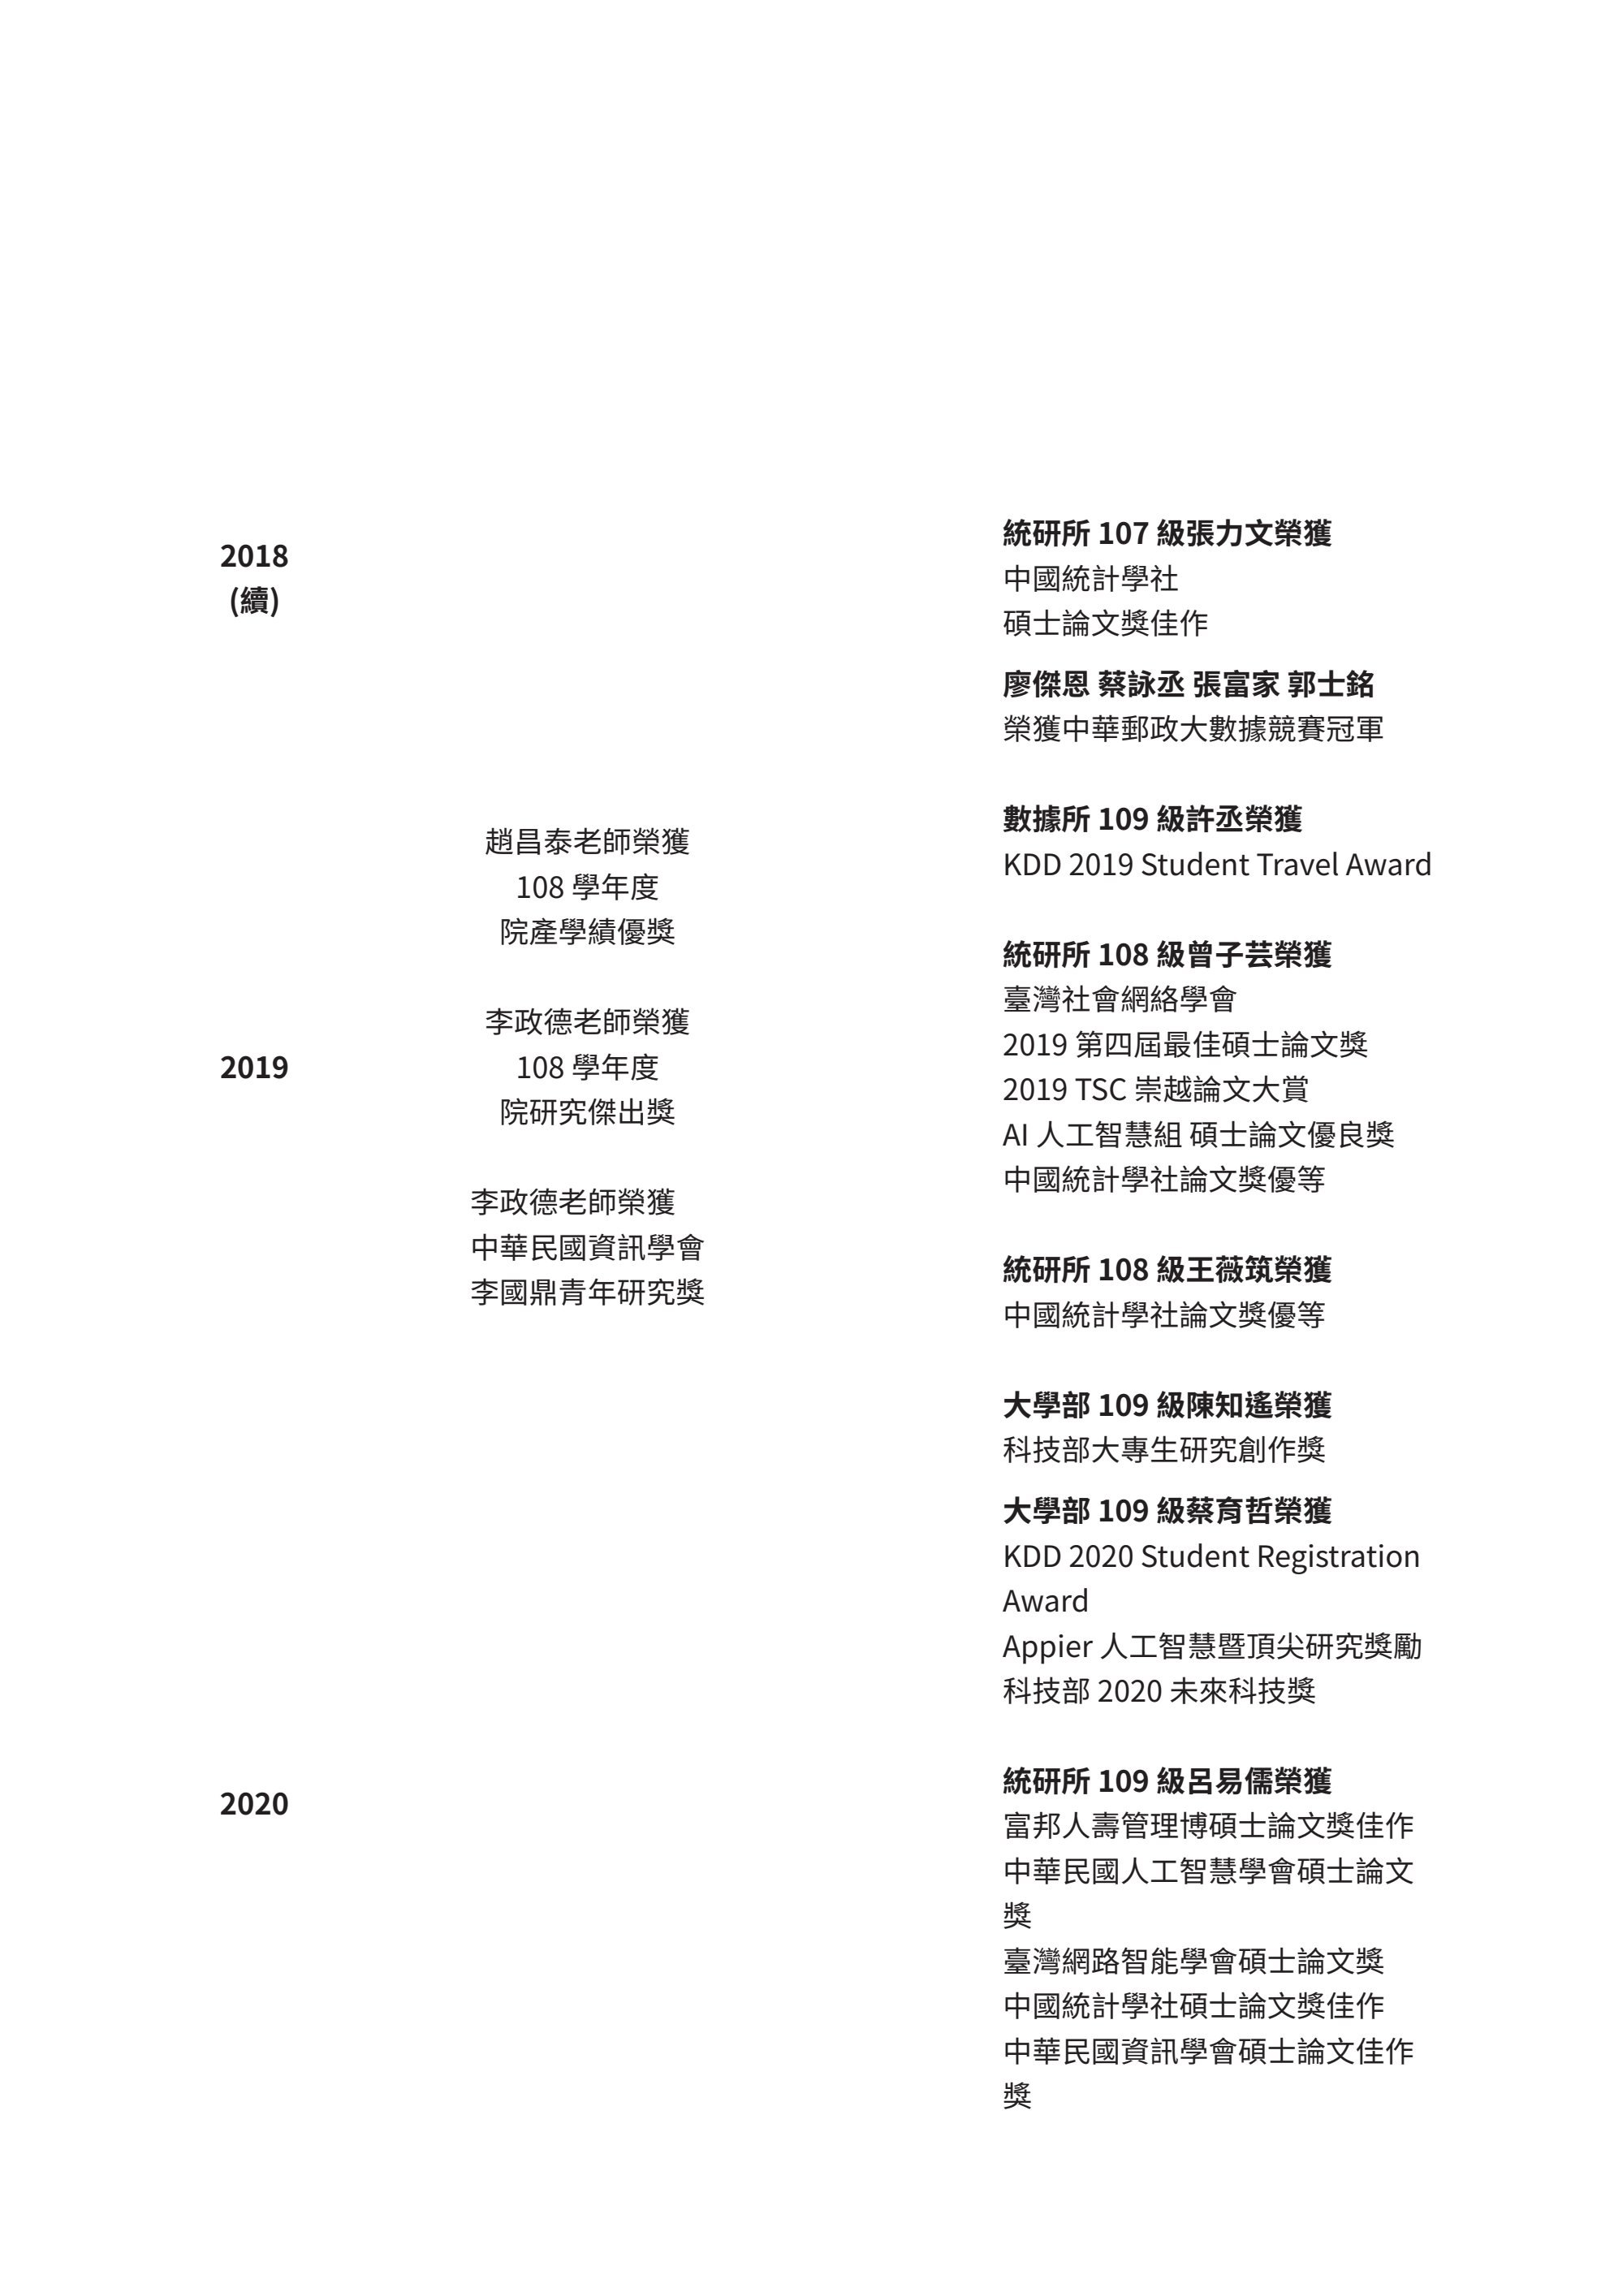 2018
(續)
統研所 107 級張力文榮獲
中國統計學社
碩士論文獎佳作
廖傑恩 蔡詠丞 張富家 郭士銘
榮獲中華郵政大數據競賽冠軍
2019
趙昌泰老師榮獲
108 學年度
院產學績優獎
李政德老師榮獲
108 學年度
院研究傑出獎
李政德老師榮獲
中華民國資訊學會
李國鼎青年研究獎
數據所 109 級許丞榮獲
KDD 2019 Student Travel Award
統研所 108 級曾子芸榮獲
臺灣社會網絡學會
2019 第四屆最佳碩士論文獎
2019 TSC 崇越論文大賞
AI 人工智慧組 碩士論文優良獎
中國統計學社論文獎優等
統研所 108 級王薇筑榮獲
中國統計學社論文獎優等
大學部 109 級陳知遙榮獲
科技部大專生研究創作獎
2020
大學部 109 級蔡育哲榮獲
KDD 2020 Student Registration
Award
Appier 人工智慧暨頂尖研究獎勵
科技部 2020 未來科技獎
統研所 109 級呂易儒榮獲
富邦人壽管理博碩士論文獎佳作
中華民國人工智慧學會碩士論文
獎
臺灣網路智能學會碩士論文獎
中國統計學社碩士論文獎佳作
中華民國資訊學會碩士論文佳作
獎